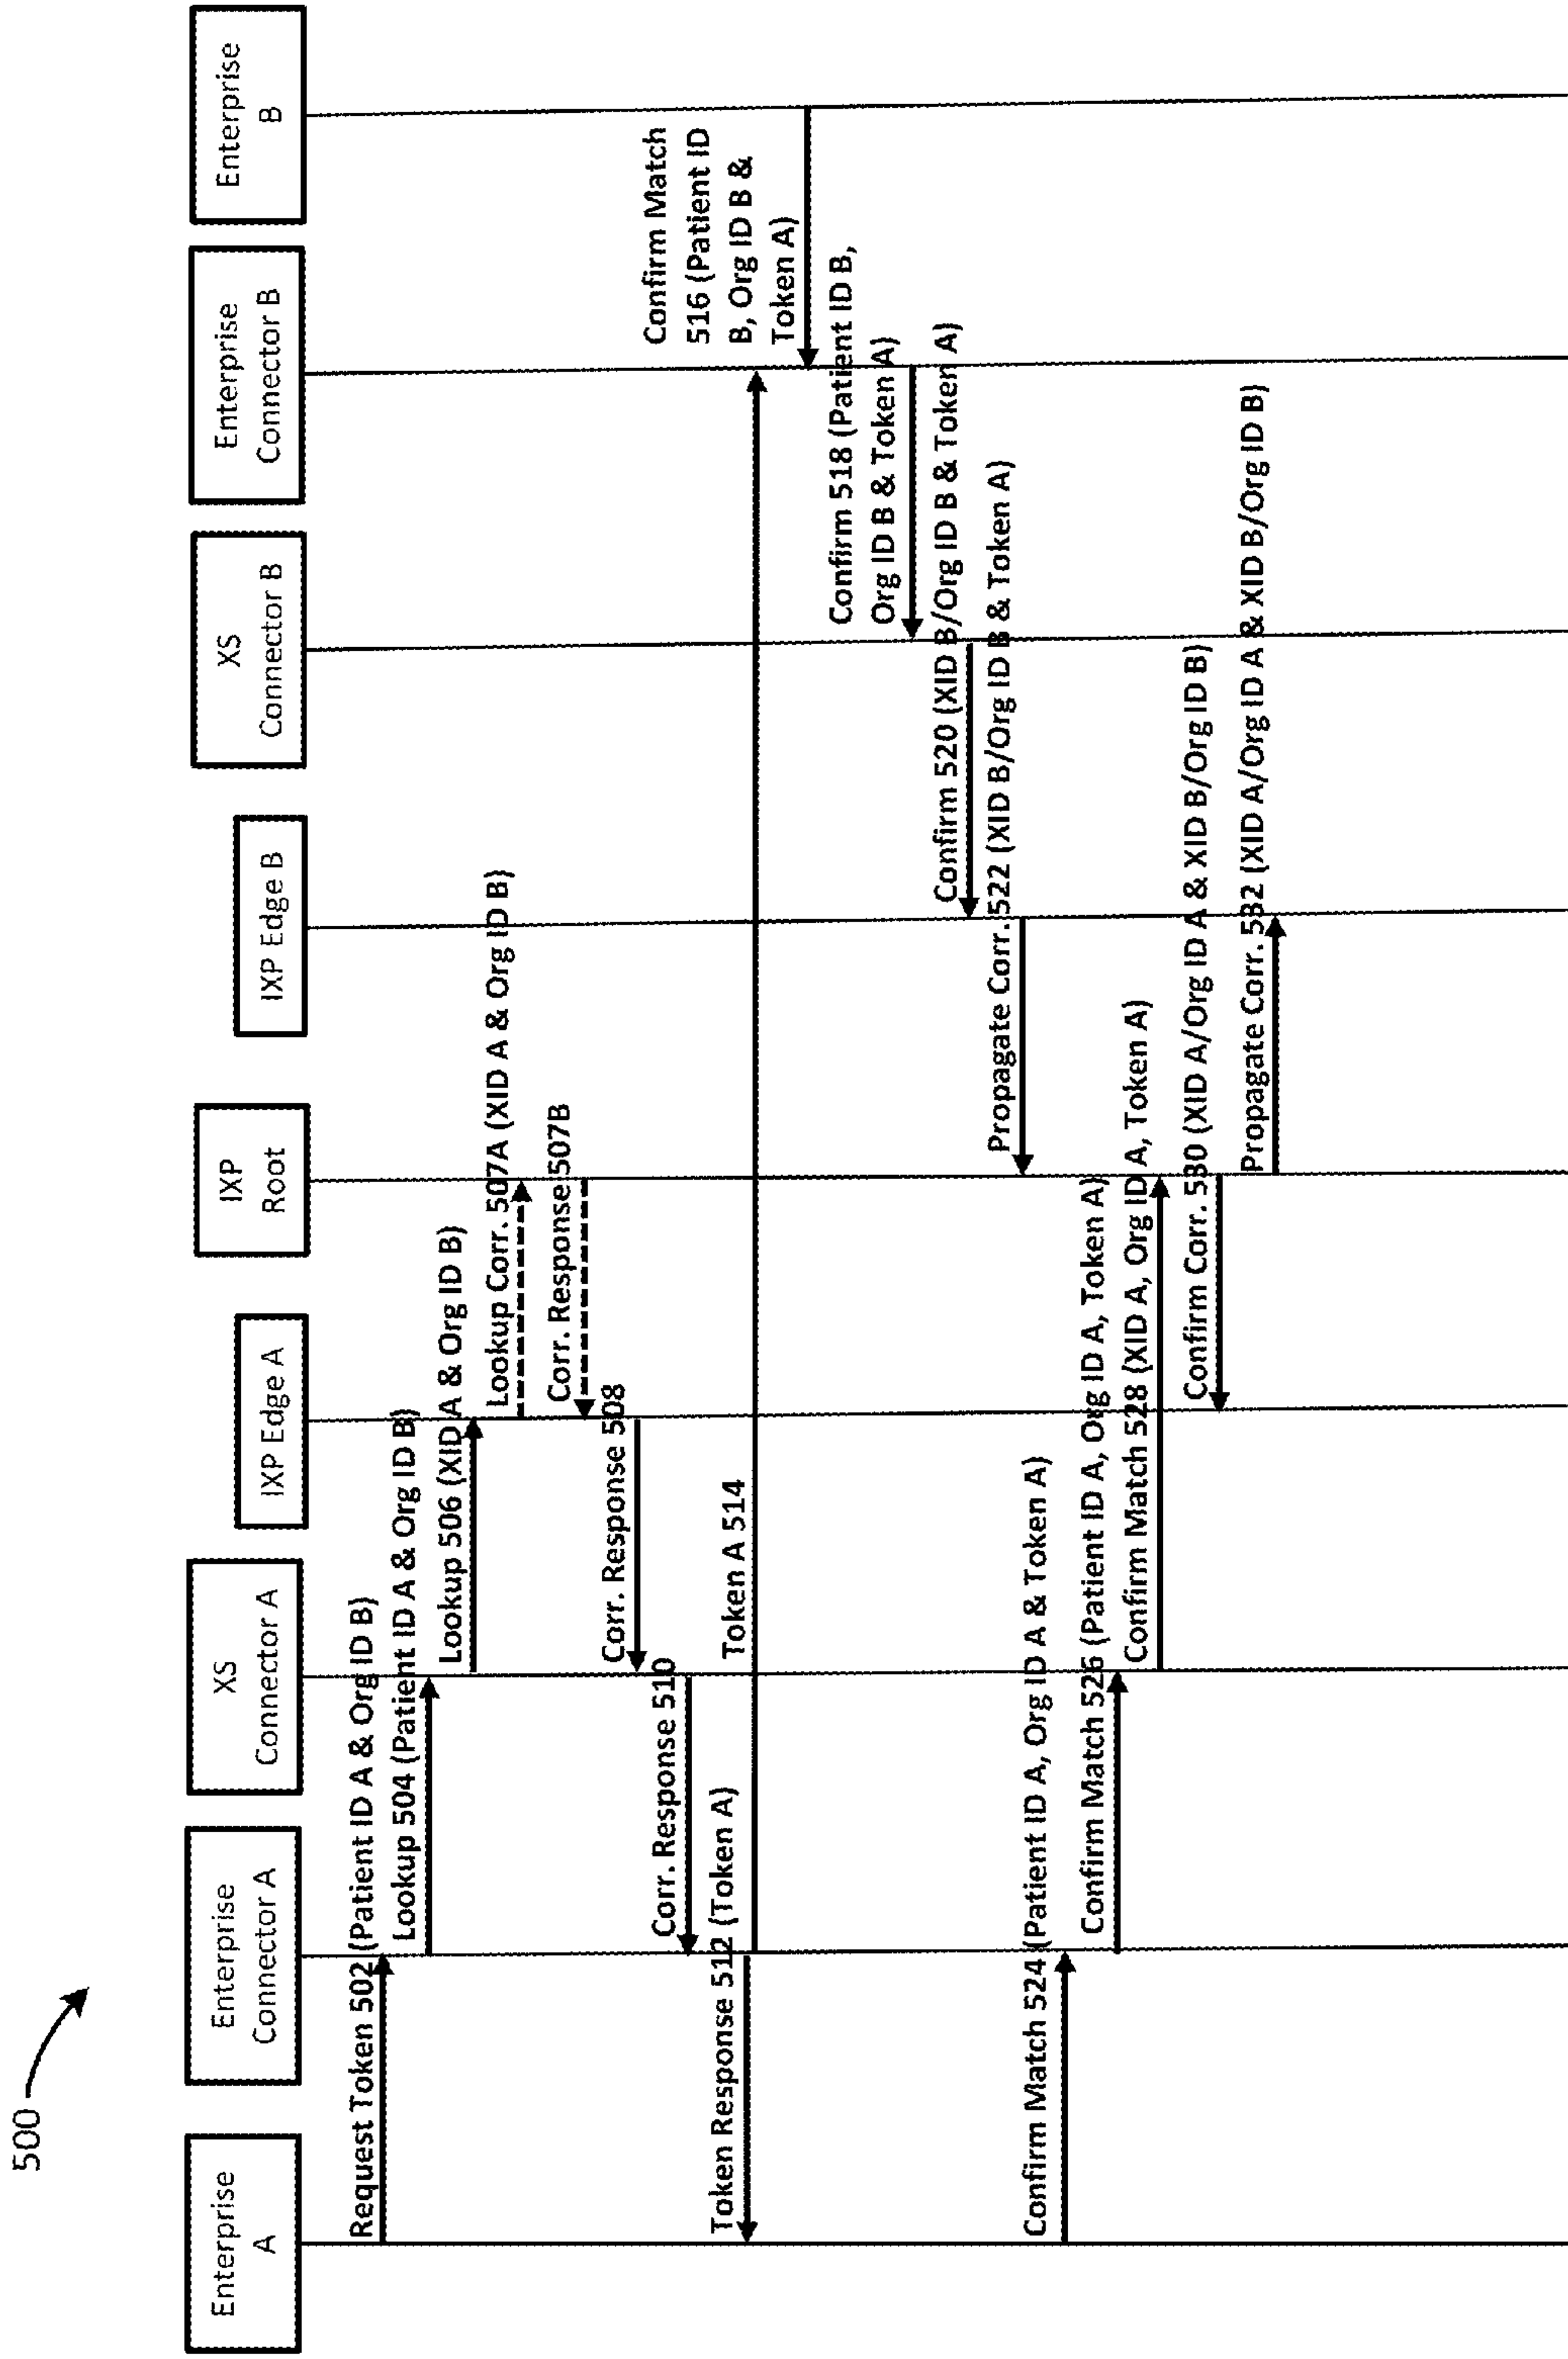 500
Enterprise
A
Enterprise
Connector A
XS
Connector A
IXP Edge A
IXP
Root
IXP Edge B
XS
Connector B
Enterprise
Connector B
Enterprise
B
Request Token 502 (Patient ID A & Org ID B)
Lookup 504 (Patient ID A & Org ID B)
Lookup 506 (XID A & Org ID B)
Lookup Corr. 507A (XID A & Org ID B)
Corr. Response 507B
Corr. Response 508
Corr. Response 510
Token Response 512 (Token A)
Token A 514
Confirm Match
516 (Patient ID
B, Org ID B &
Token A)
Confirm 518 (Patient ID B,
Org ID B & Token A)
Confirm 520 (XID B/Org ID B & Token A)
Propagate Corr. 522 (XID B/Org ID B & Token A)
Confirm Match 524 (Patient ID A, Org ID A & Token A)
Confirm Match 526 (Patient ID A, Org ID A, Token A)
Confirm Match 528 (XID A, Org ID A, Token A)
Confirm Corr. 530 (XID A/Org ID A & XID B/Org ID B)
Propagate Corr. 532 (XID A/Org ID A & XID B/Org ID B)